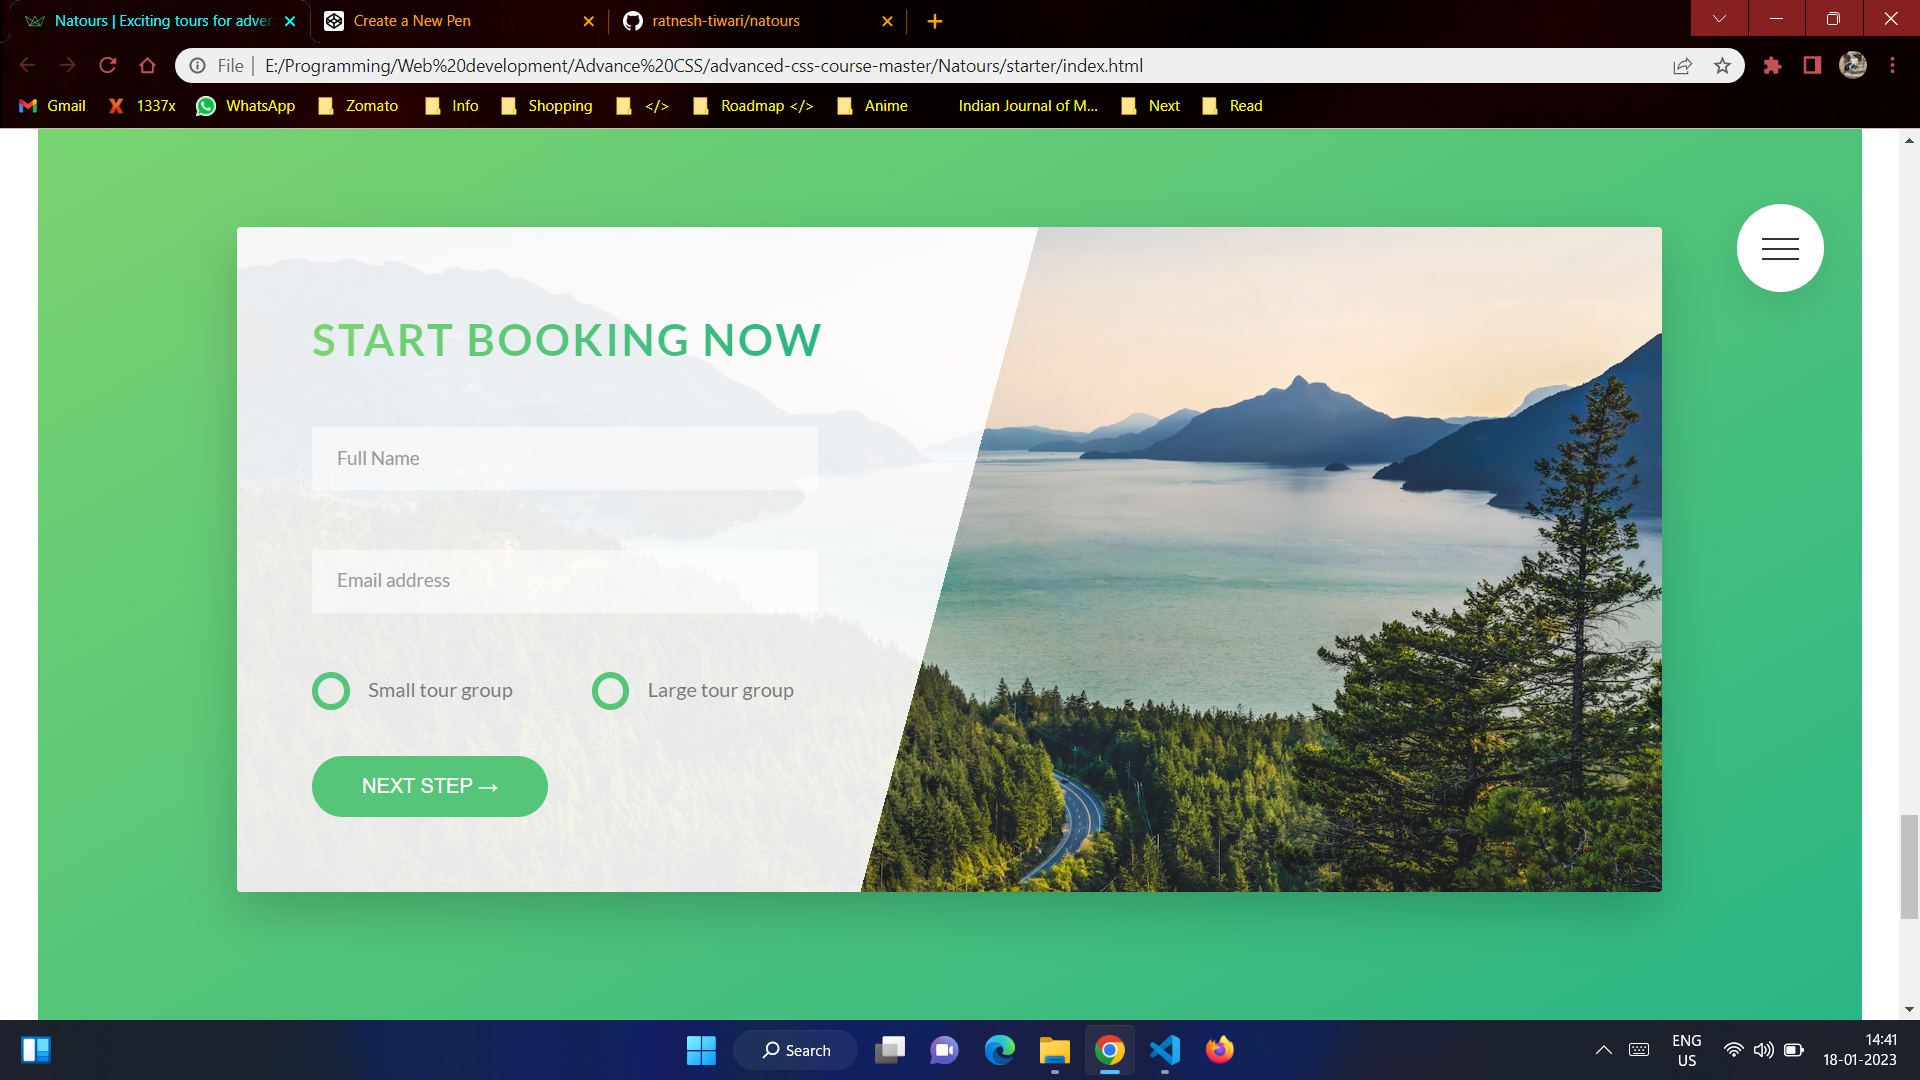 Natours | Exciting tours for adven
Create a New Pen
ratnesh-tiwari/natours
File | E:/Programming/Web%20development/Advance%20CSS/advanced-css-course-master/Natours/starter/index.html
Gmail
1337x
WhatsApp
Zomato
Info
Shopping
</>
Roadmap </>
Anime
Indian Journal of M...
Next
Read
START BOOKING NOW
Full Name
Email address
Small tour group
Large tour group
NEXT STEP →
Search
ENG
US
14:41
18-01-2023